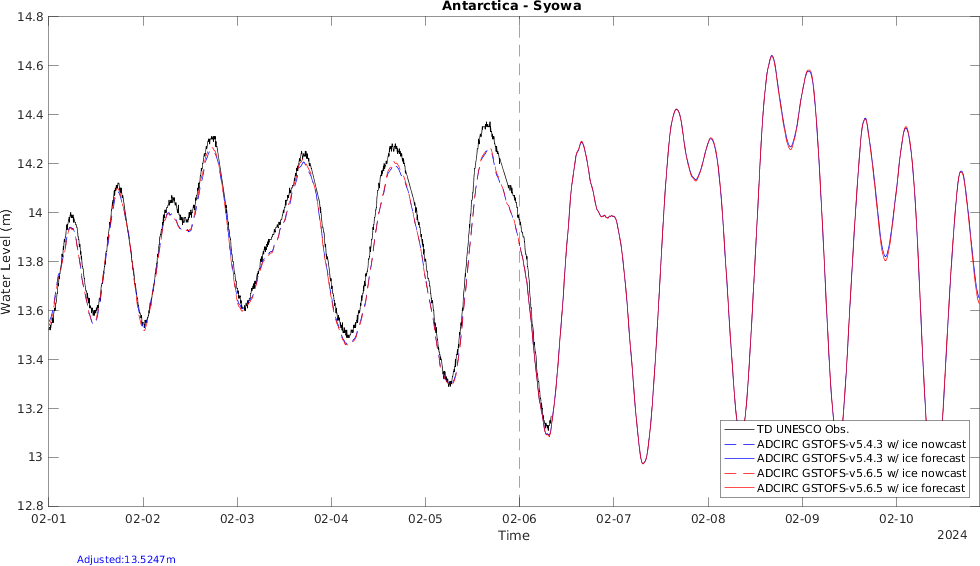 Antarctica - Syowa
14.8
14.6
14.4
14.2
14
13.8
13.6
13.4
13.2
13
12.8
Water Level (m)
02-01 02-02 02-03 02-04 02-05 02-06 02-07 02-08 02-09 02-10
Time
2024
TD UNESCO Obs.
ADCIRC GSTOFS-v5.4.3 w/ ice nowcast
ADCIRC GSTOFS-v5.4.3 w/ ice forecast
ADCIRC GSTOFS-v5.6.5 w/ ice nowcast
ADCIRC GSTOFS-v5.6.5 w/ ice forecast
Adjusted:13.5247m